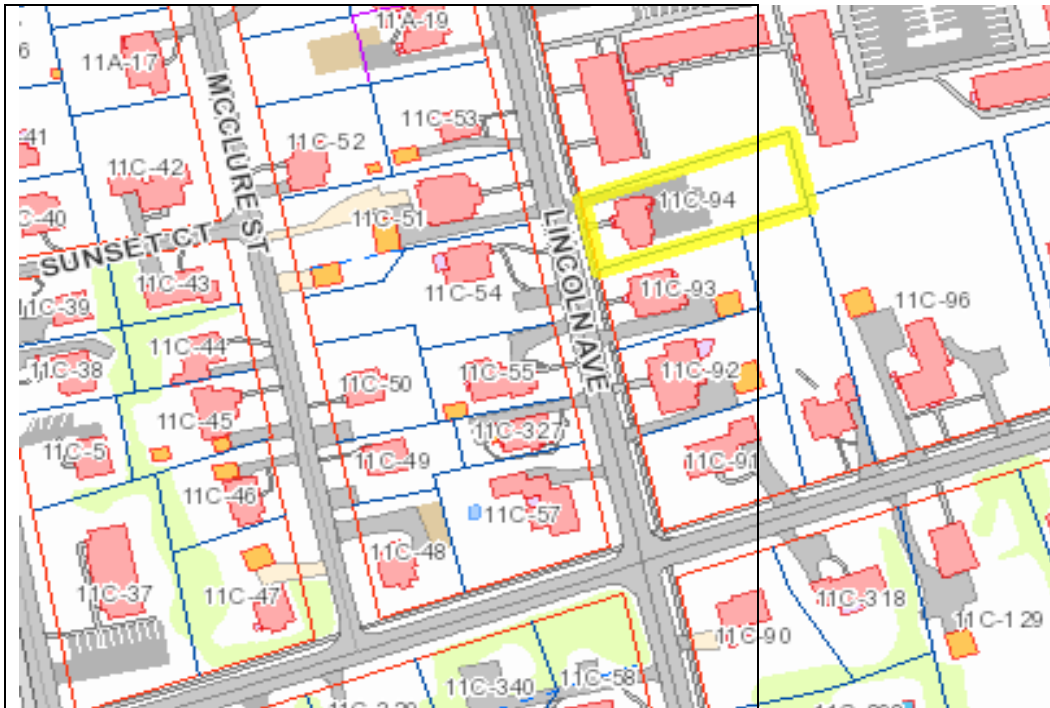 11A-19
11A-17
MCCLURE ST
11C-53
11C-52
41
11C-42
11C-94
C-40
11C-51
LINCOLN AVE
SUNSET CT
11C-43
11C-54
11C-93
11C-39
11C-96
11C-44
11C-38
11C-50
11C-55
11C-92
11C-45
11C-327
11C-5
11C-49
11C-91
11C-46
11C-57
11C-48
11C-37
11C-47
11C-318
11C-129
11C-90
11C-340
11C-58